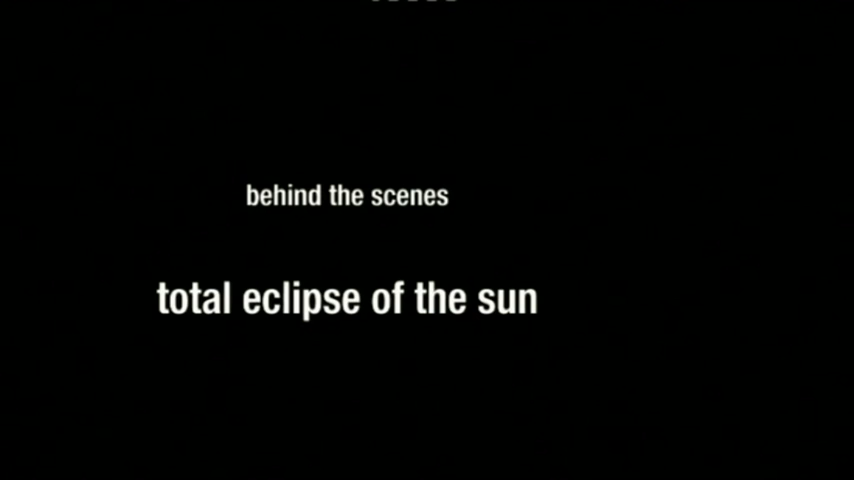 behind the scenes
total eclipse of the sun